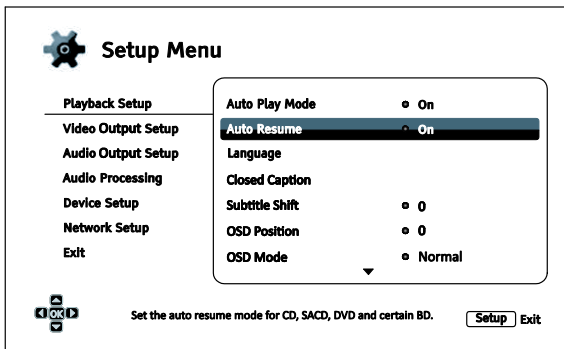 Setup Menu
Playback Setup
Video Output Setup
Audio Output Setup
Audio Processing
Device Setup
Network Setup
Exit
Auto Play Mode On
Auto Resume On
Language
Closed Caption
Subtitle Shift 0
OSD Position 0
OSD Mode Normal
OK
Set the auto resume mode for CD, SACD, DVD and certain BD.
Setup Exit